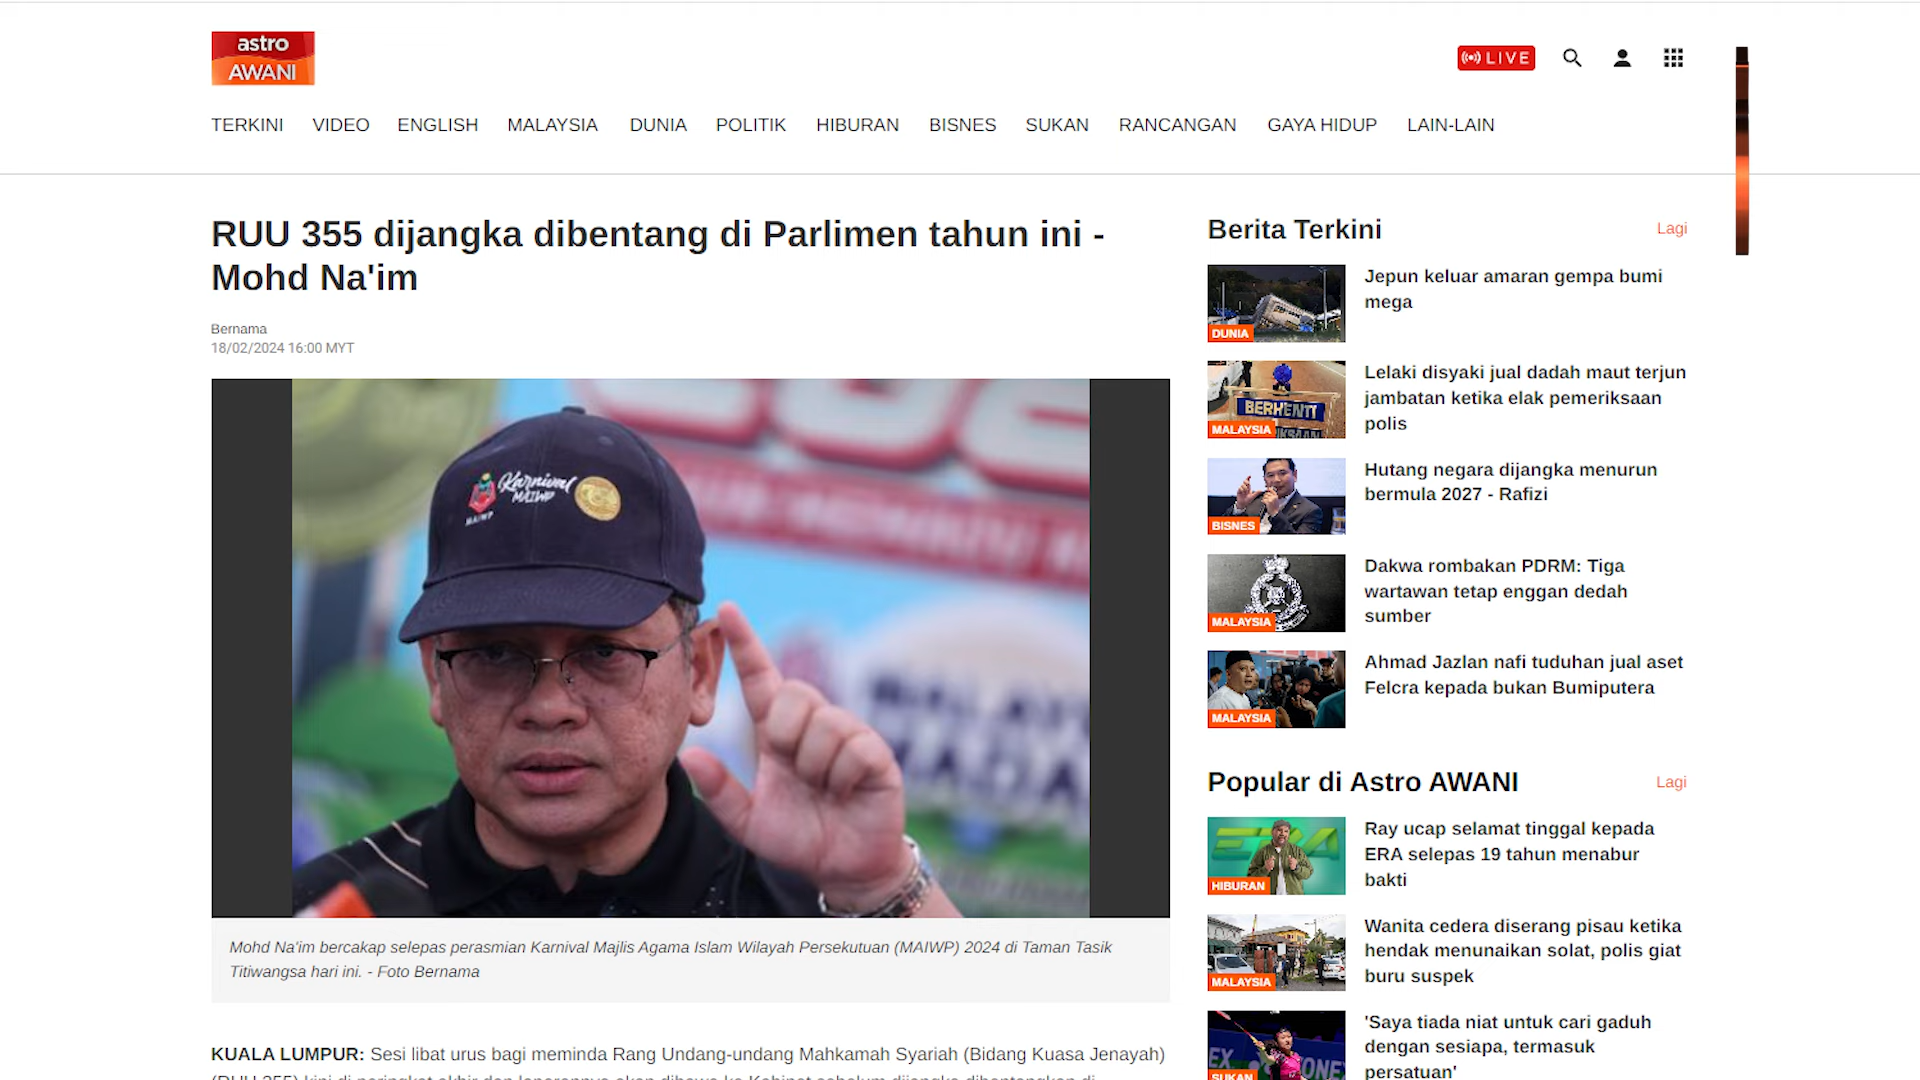 astro
AWANI
LIVE
TERKINI VIDEO ENGLISH MALAYSIA DUNIA POLITIK HIBURAN BISNES SUKAN RANCANGAN GAYA HIDUP LAIN-LAIN
RUU 355 dijangka dibentang di Parlimen tahun ini -
Mohd Na'im
Bernama
18/02/2024 16:00 MYT
Karnival
MAIWP
MAIWP
Mohd Na'im bercakap selepas perasmian Karnival Majlis Agama Islam Wilayah Persekutuan (MAIWP) 2024 di Taman Tasik
Titiwangsa hari ini. - Foto Bernama
KUALA LUMPUR: Sesi libat urus bagi meminda Rang Undang-undang Mahkamah Syariah (Bidang Kuasa Jenayah)
Berita Terkini Lagi
DUNIA
Jepun keluar amaran gempa bumi
mega
BERHENTI
MALAYSIA
Lelaki disyaki jual dadah maut terjun
jambatan ketika elak pemeriksaan
polis
BISNES
Hutang negara dijangka menurun
bermula 2027 - Rafizi
MALAYSIA
Dakwa rombakan PDRM: Tiga
wartawan tetap enggan dedah
sumber
MALAYSIA
Ahmad Jazlan nafi tuduhan jual aset
Felcra kepada bukan Bumiputera
Popular di Astro AWANI Lagi
ERA
HIBURAN
Ray ucap selamat tinggal kepada
ERA selepas 19 tahun menabur
bakti
MALAYSIA
Wanita cedera diserang pisau ketika
hendak menunaikan solat, polis giat
buru suspek
SUKAN
'Saya tiada niat untuk cari gaduh
dengan sesiapa, termasuk
persatuan'